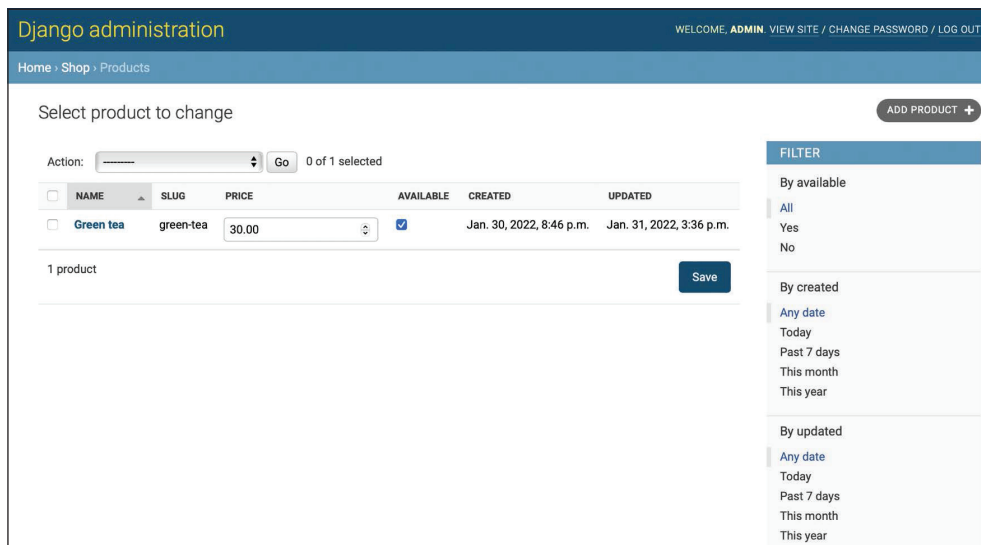 Django administration
WELCOME, ADMIN. VIEW SITE / CHANGE PASSWORD / LOG OUT
Home › Shop › Products
Select product to change
ADD PRODUCT +
Action: --------- Go 0 of 1 selected
NAME SLUG PRICE AVAILABLE CREATED UPDATED
Green tea green-tea 30.00 Jan. 30, 2022, 8:46 p.m. Jan. 31, 2022, 3:36 p.m.
1 product
Save
FILTER
By available
All
Yes
No
By created
Any date
Today
Past 7 days
This month
This year
By updated
Any date
Today
Past 7 days
This month
This year